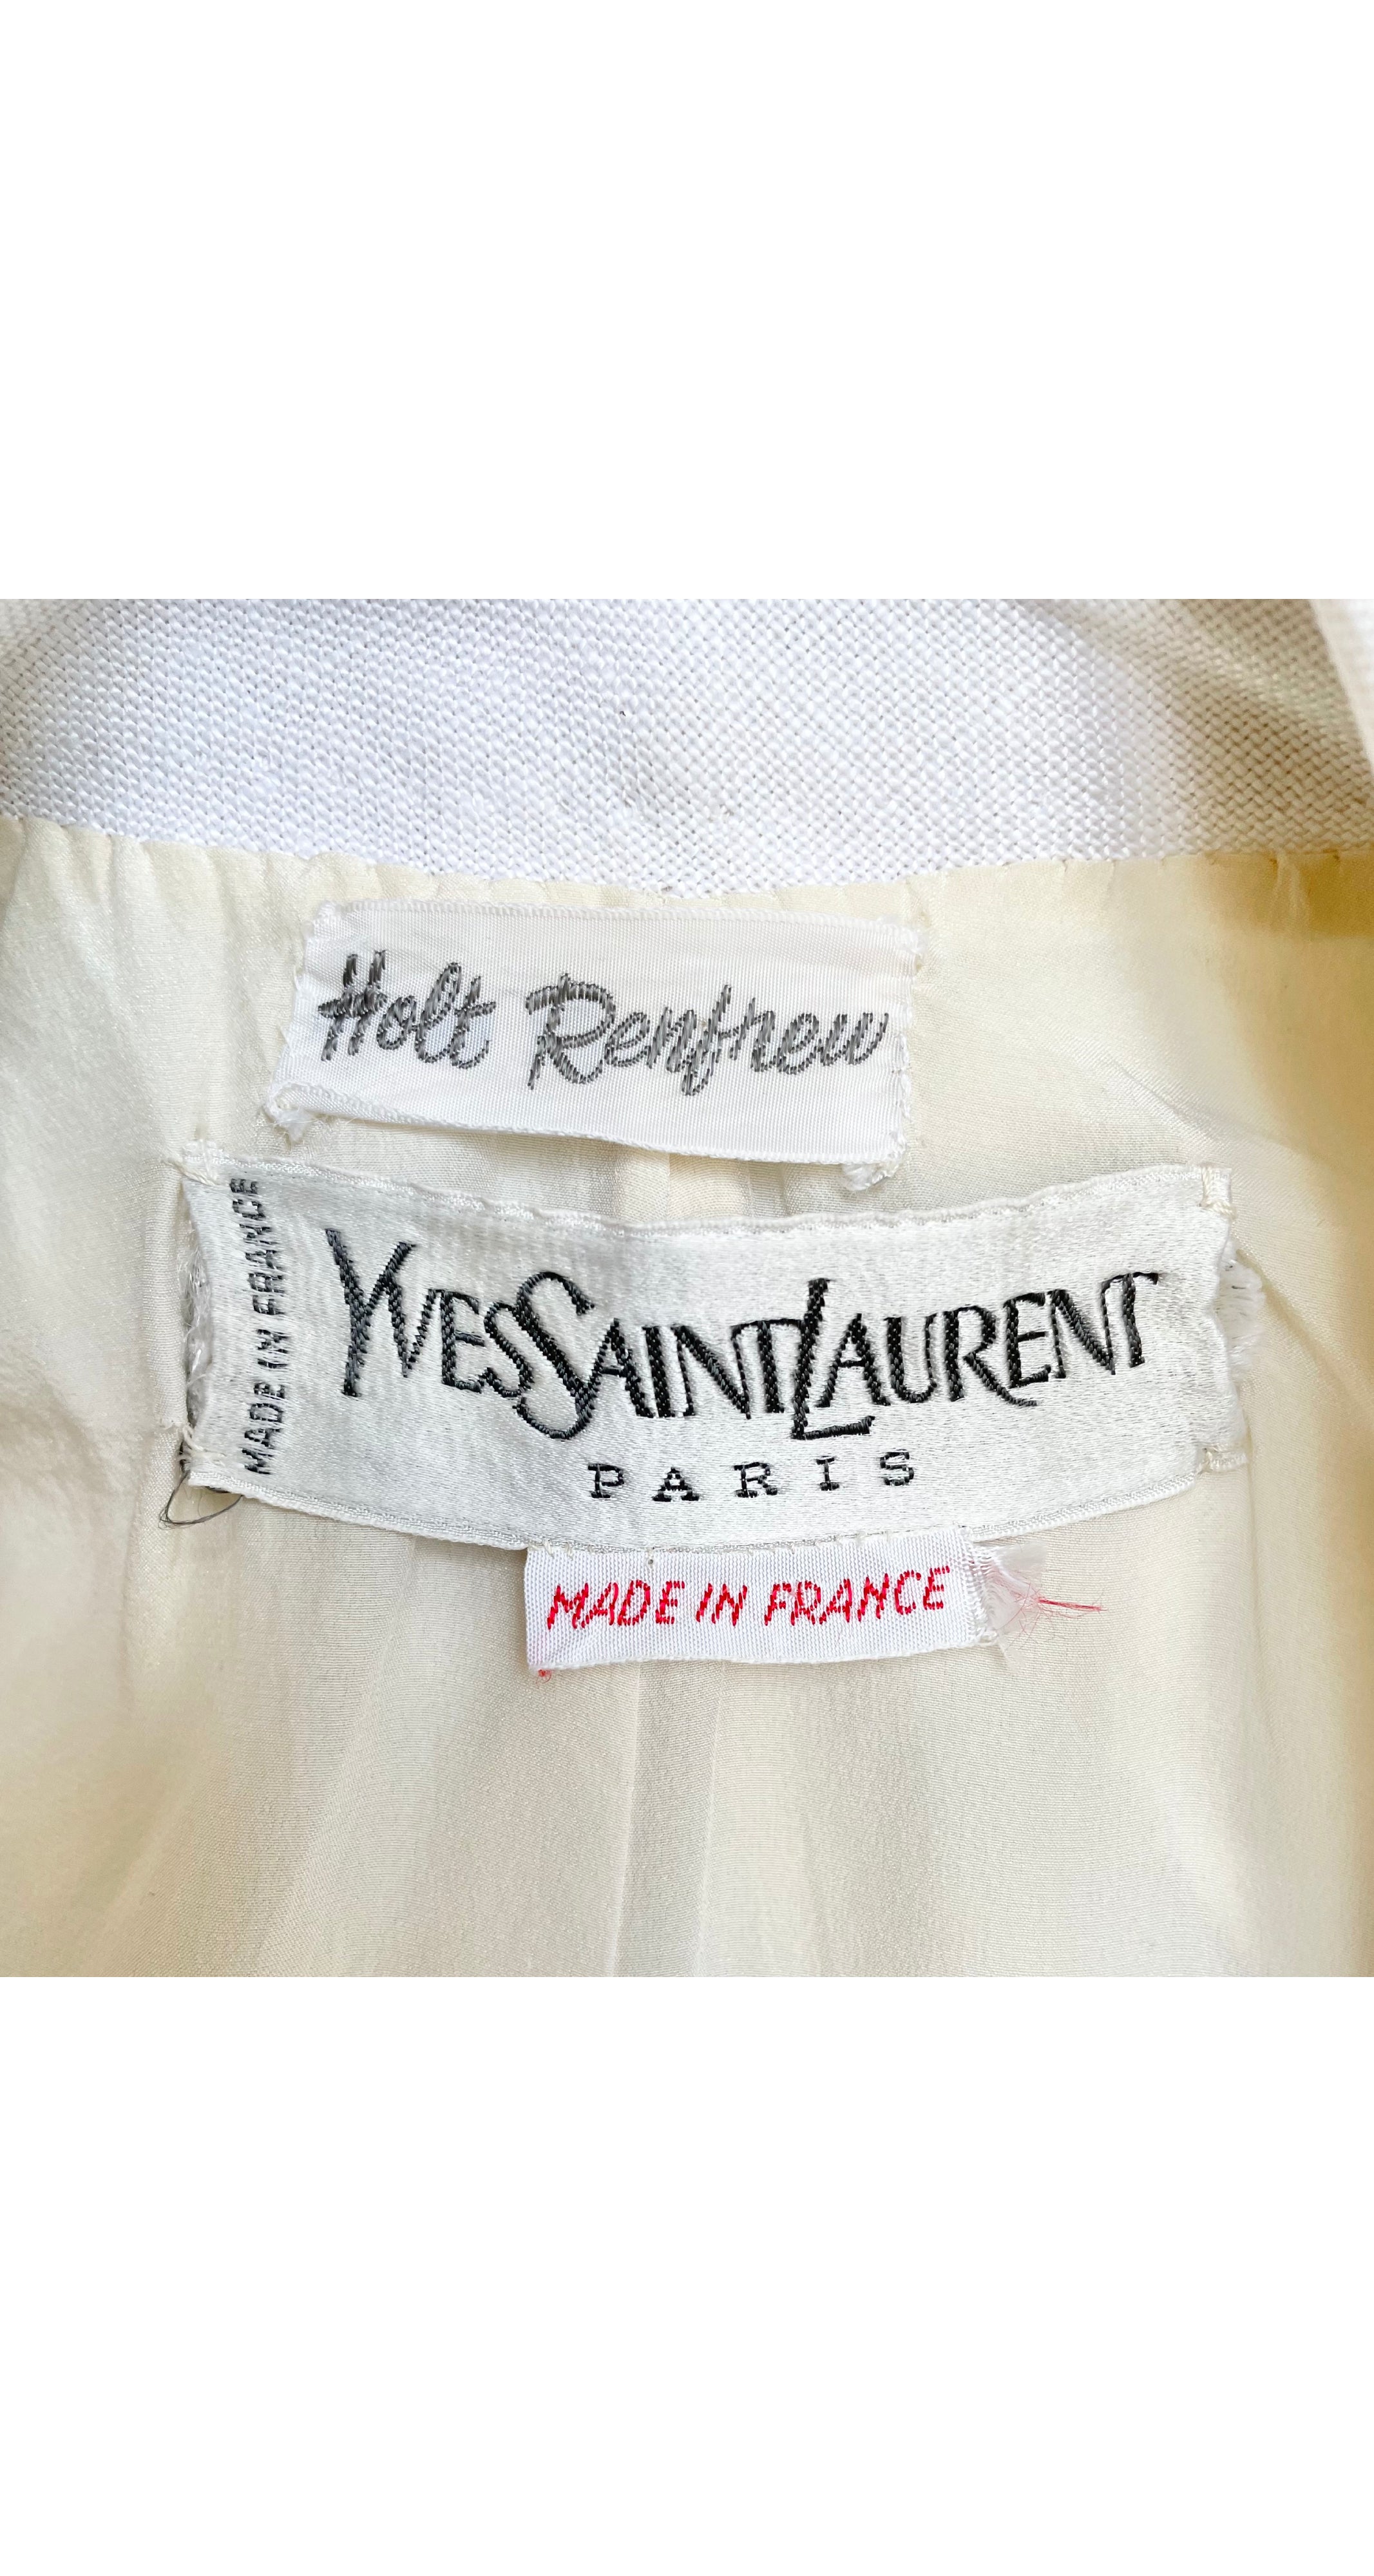 Holt Renfrew
MADE IN FRANCE
YVESSAINTLAURENT
PARIS
MADE IN FRANCE